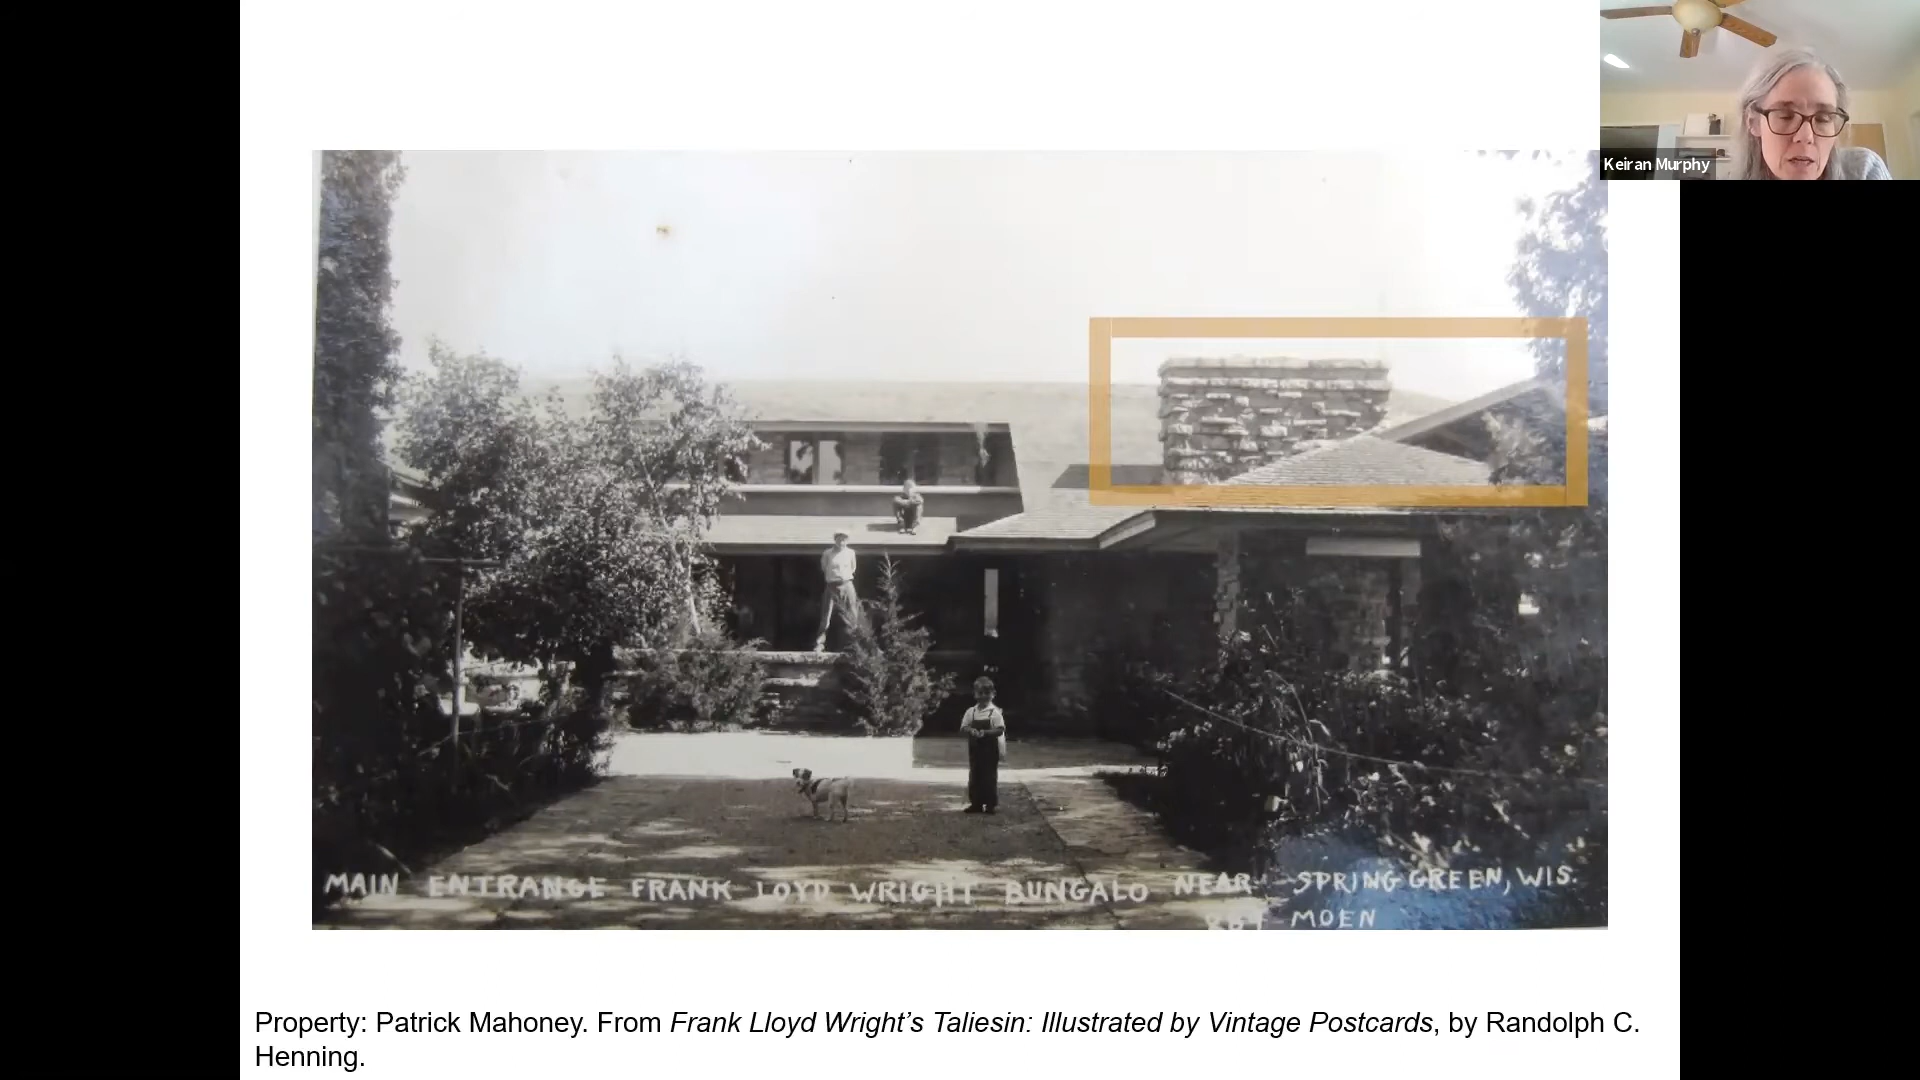 Keiran Murphy
MAIN ENTRANCE FRANK LOYD WRIGHT BUNGALO NEAR SPRING GREEN, WIS.
MOEN
Property: Patrick Mahoney. From Frank Lloyd Wright’s Taliesin: Illustrated by Vintage Postcards, by Randolph C.
Henning.